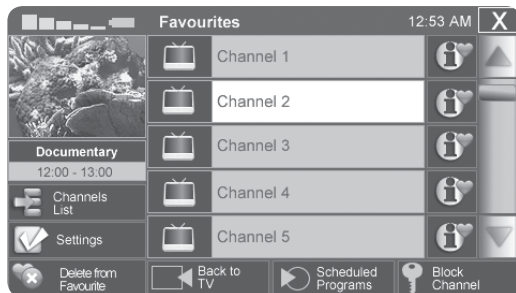 Favourites
12:53 AM
X
Channel 1
Channel 2
Channel 3
Channel 4
Channel 5
Documentary
12:00 - 13:00
Channels
List
Settings
Delete from
Favourite
Back to
TV
Scheduled
Programs
Block
Channel